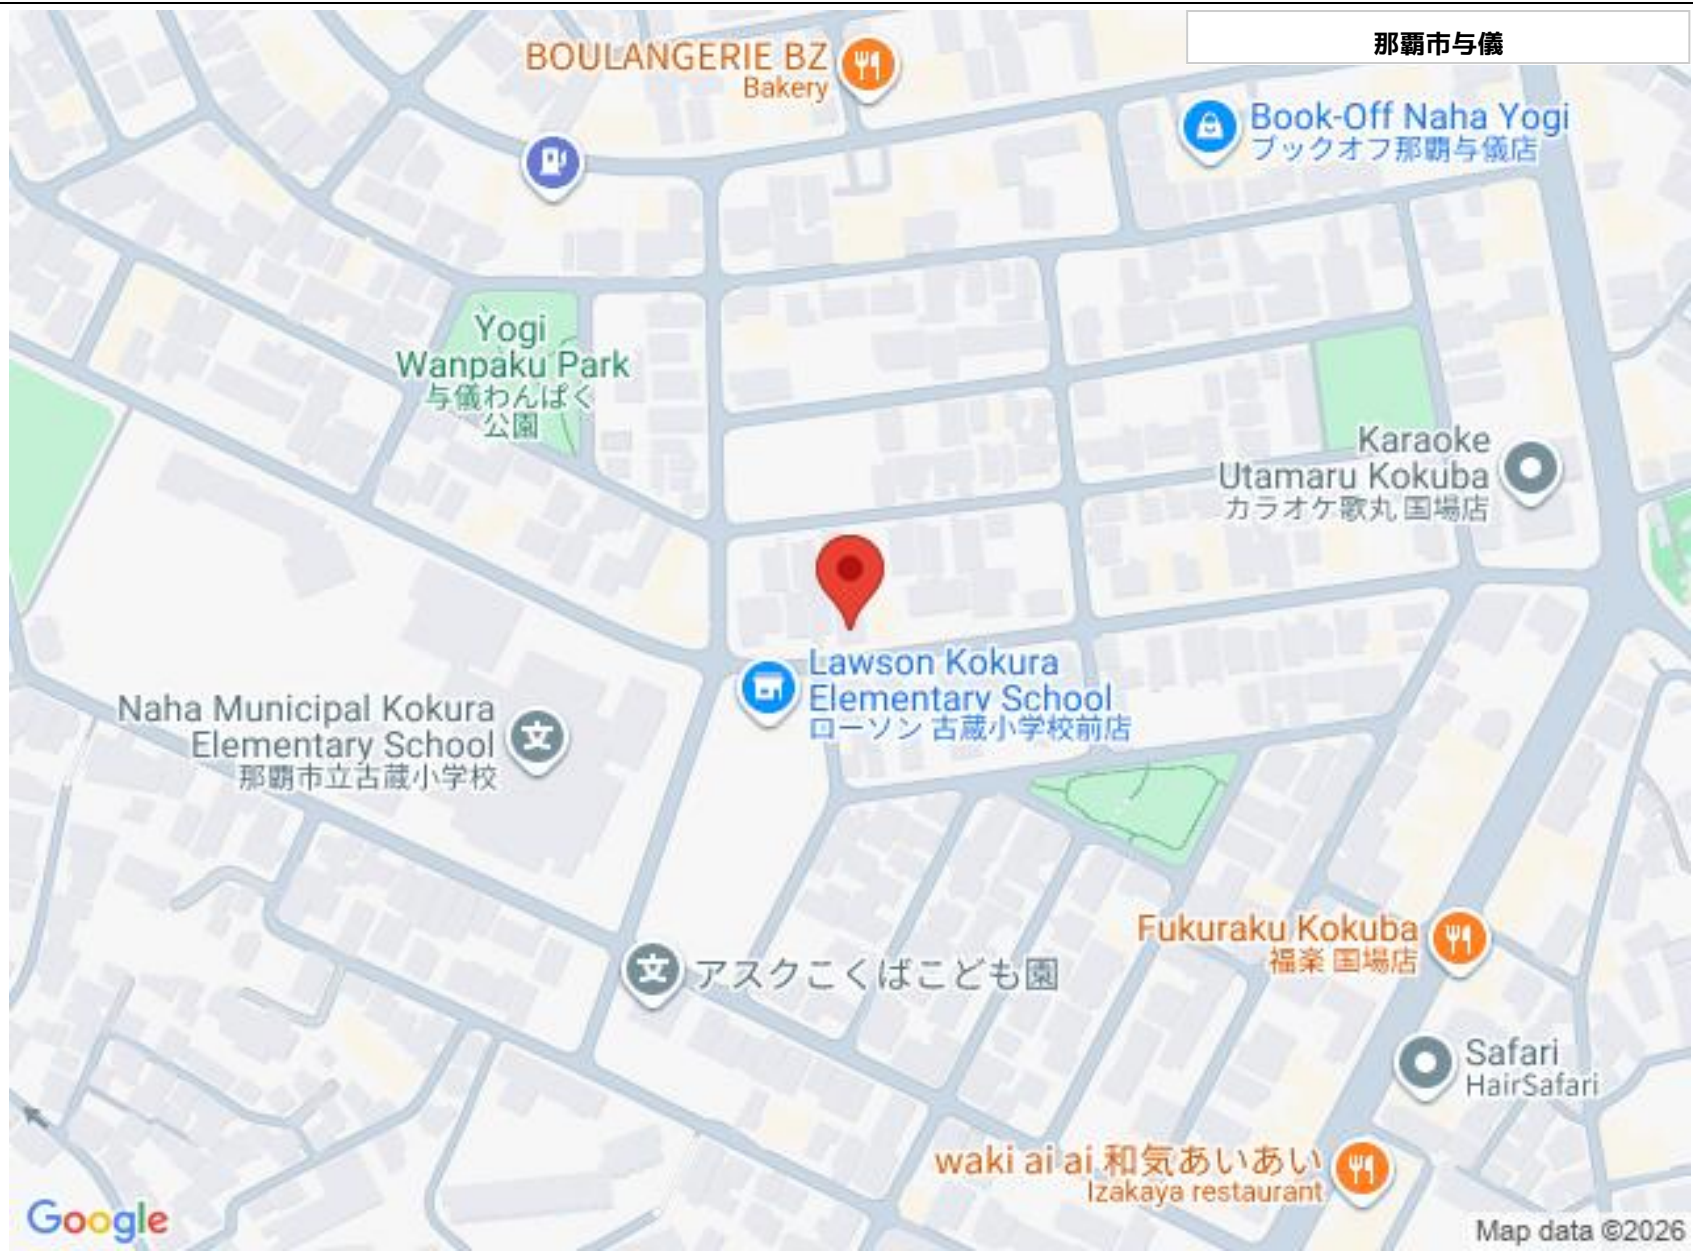 那覇市与儀
BOULANGERIE BZ
Bakery
Book-Off Naha Yogi
ブックオフ那覇与儀店
Yogi
Wanpaku Park
与儀わんぱく
公園
Karaoke
Utamaru Kokuba
カラオケ歌丸 国場店
Lawson Kokura
Elementary School
ローソン 古蔵小学校前店
Naha Municipal Kokura
Elementary School
那覇市立古蔵小学校
文
Fukuraku Kokuba
福楽 国場店
文
アスクこくばこども園
Safari
HairSafari
waki ai ai 和気あいあい
Izakaya restaurant
Google
Map data ©2026